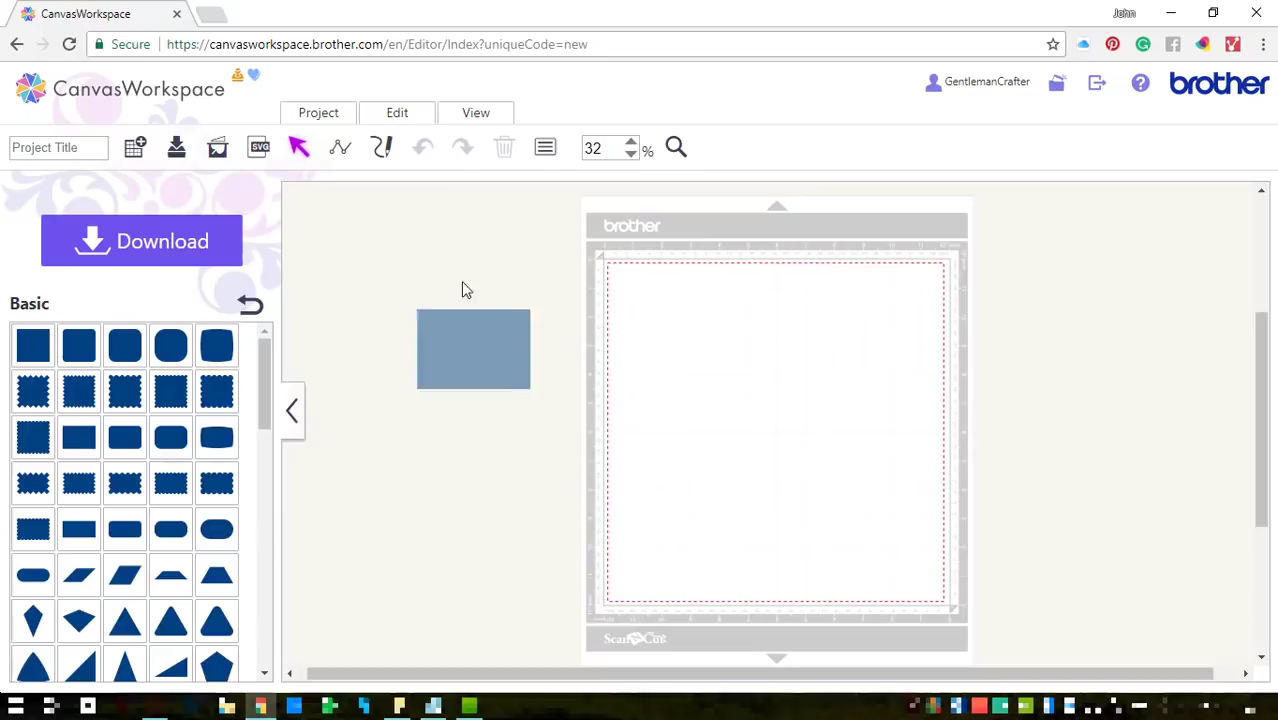 CanvasWorkspace
John
Secure
https://canvasworkspace.brother.com/en/Editor/Index?uniqueCode=new
CanvasWorkspace
GentlemanCrafter
brother
Project
Edit
View
Project Title
SVG
32
%
Download
Basic
brother
ScanNCut